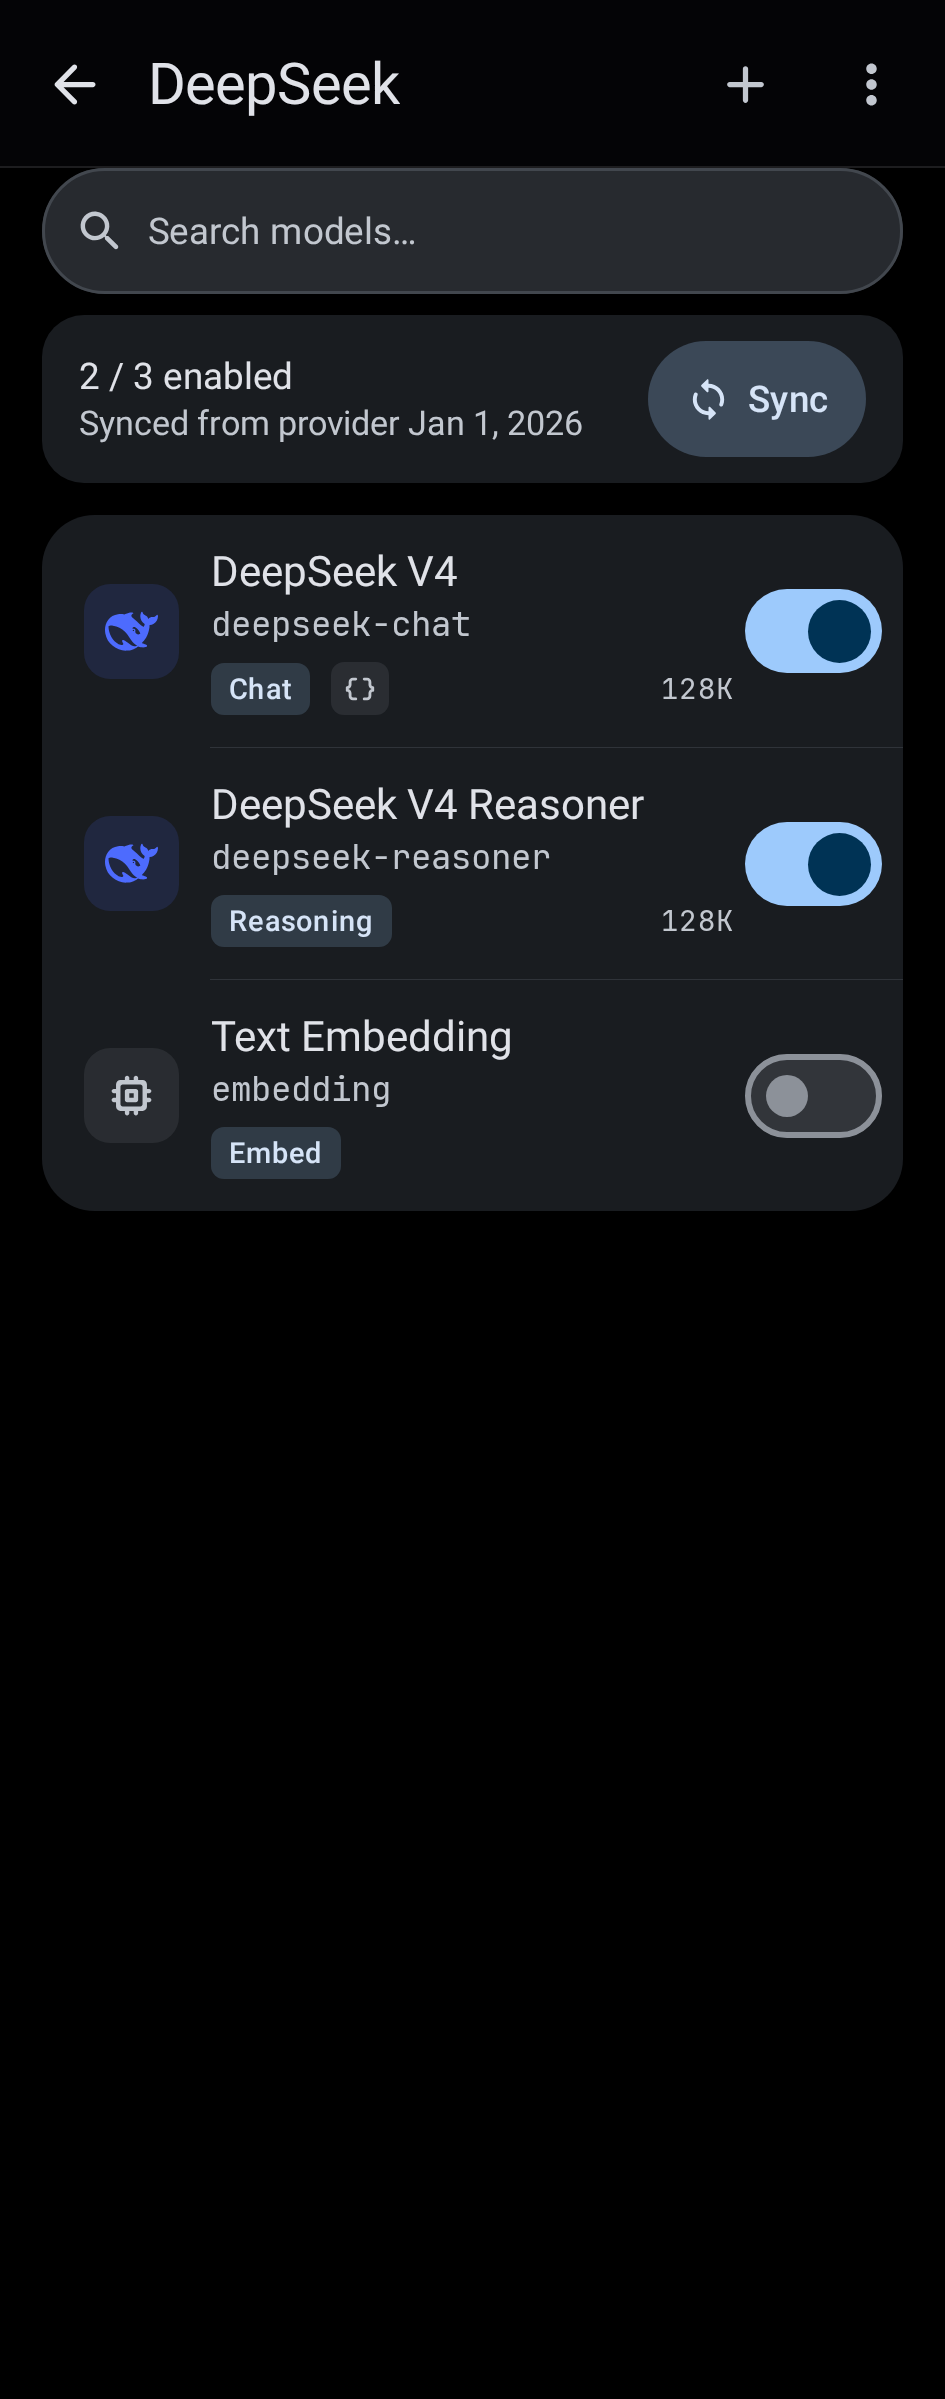 DeepSeek
Search models…
2 / 3 enabled
Synced from provider Jan 1, 2026
Sync
DeepSeek V4
deepseek-chat
Chat {} 128K
DeepSeek V4 Reasoner
deepseek-reasoner
Reasoning 128K
Text Embedding
embedding
Embed